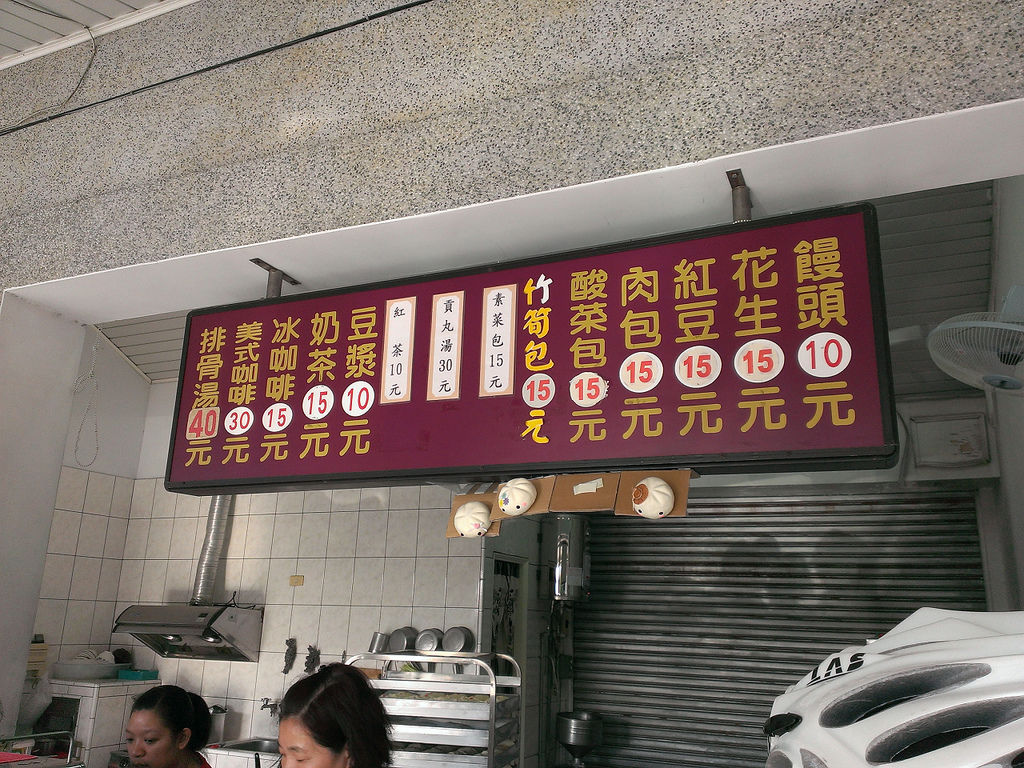 饅頭10元
花生15元
紅豆15元
肉包15元
酸菜包15元
竹筍包15元
素菜包15元
貢丸湯30元
紅茶10元
豆漿10元
奶茶15元
冰咖啡15元
美式咖啡30元
排骨湯40元
LAS